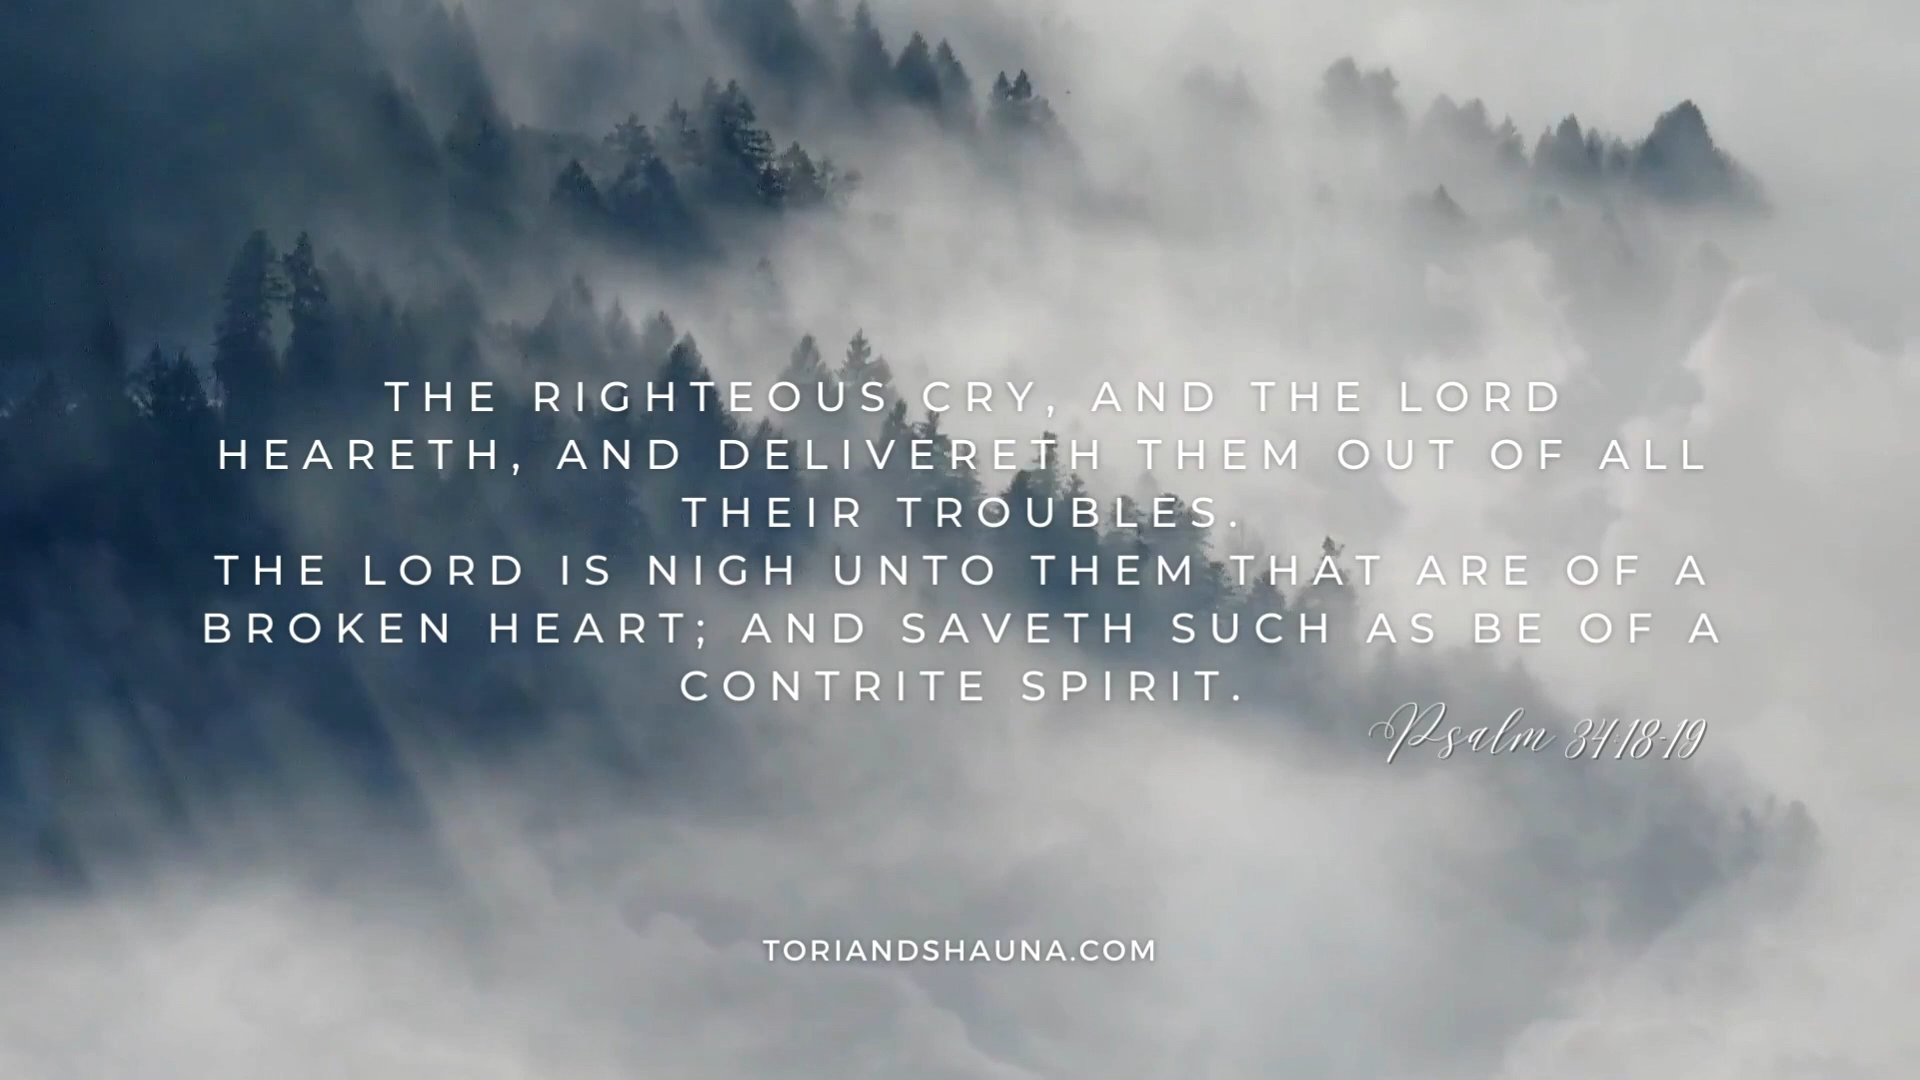 THE RIGHTEOUS CRY, AND THE LORD
HEARETH, AND DELIVERETH THEM OUT OF ALL
THEIR TROUBLES.
THE LORD IS NIGH UNTO THEM THAT ARE OF A
BROKEN HEART; AND SAVETH SUCH AS BE OF A
CONTRITE SPIRIT.
Psalm 34:18-19
TORIANDSHAUNA.COM